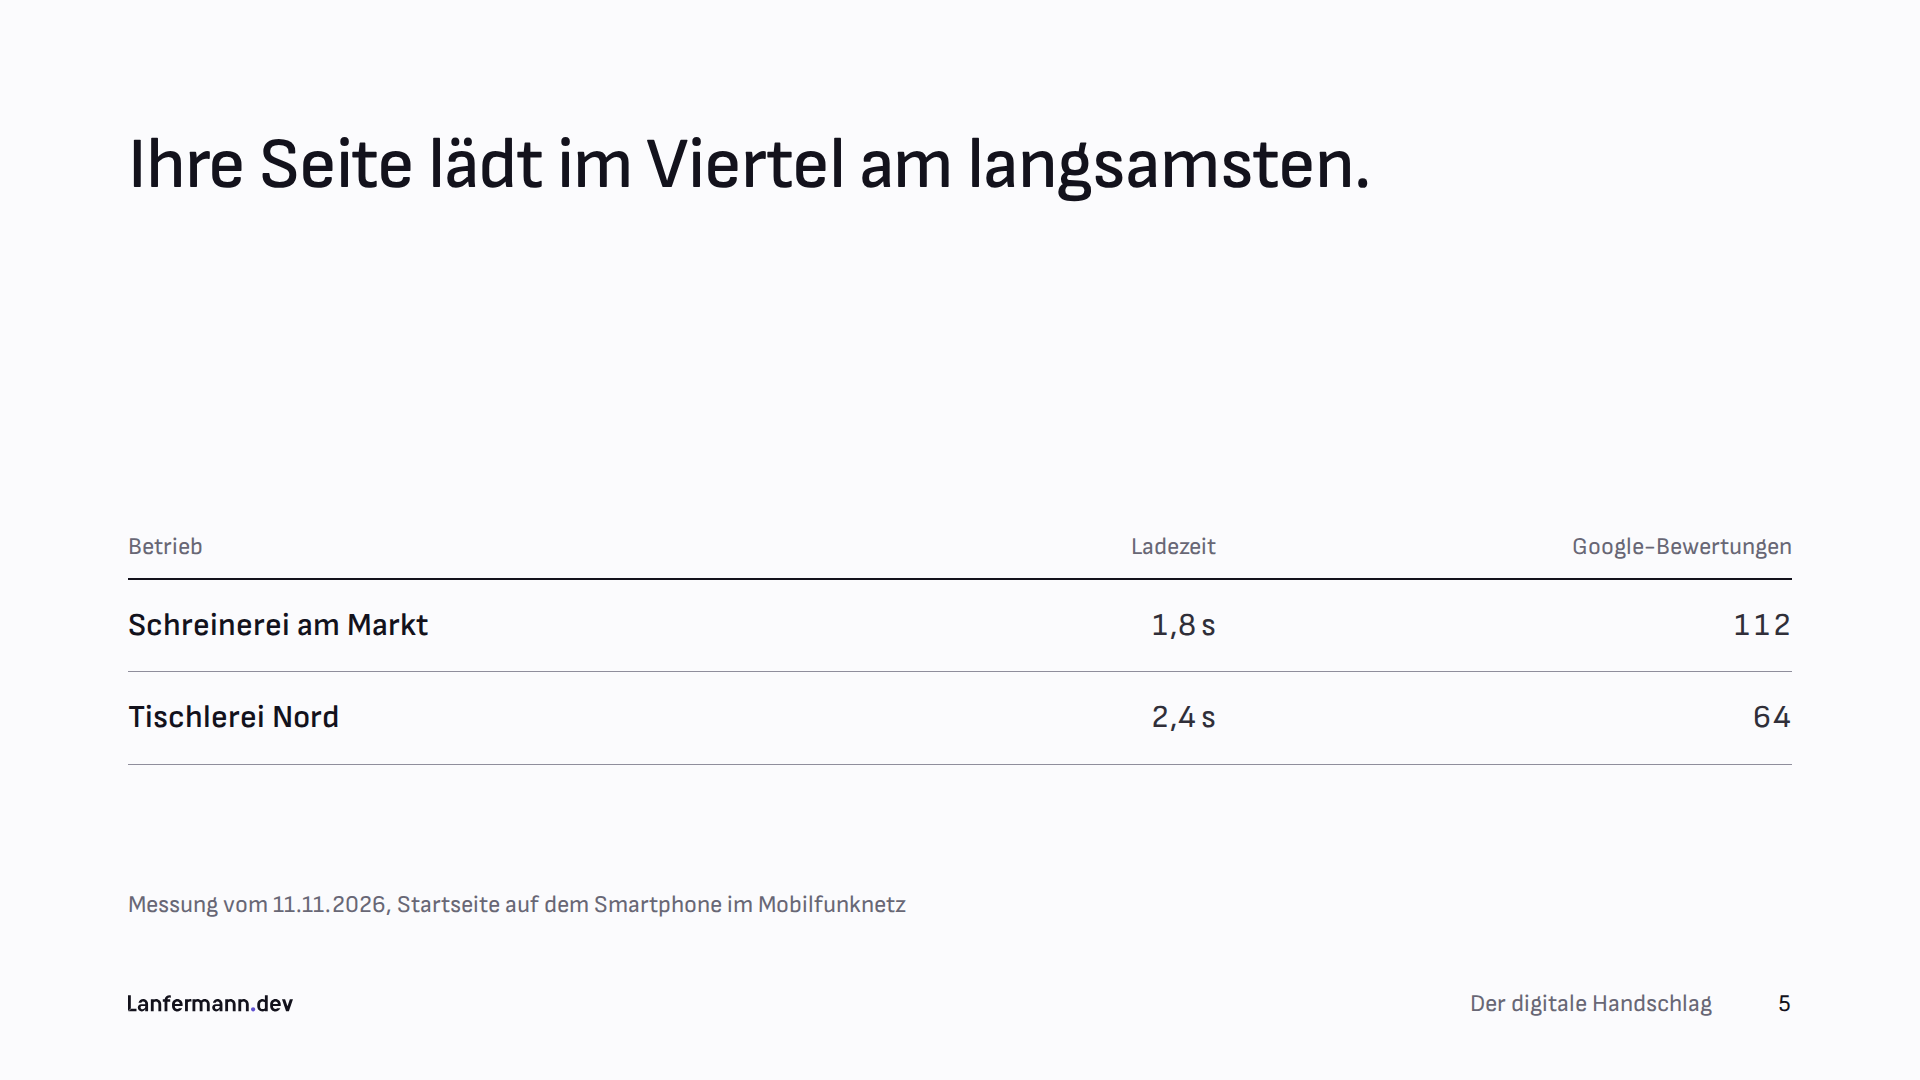 Ihre Seite lädt im Viertel am langsamsten.
Betrieb Ladezeit Google-Bewertungen
Schreinerei am Markt 1,8 s 112
Tischlerei Nord 2,4 s 64
Messung vom 11.11.2026, Startseite auf dem Smartphone im Mobilfunknetz
Lanfermann.dev Der digitale Handschlag 5